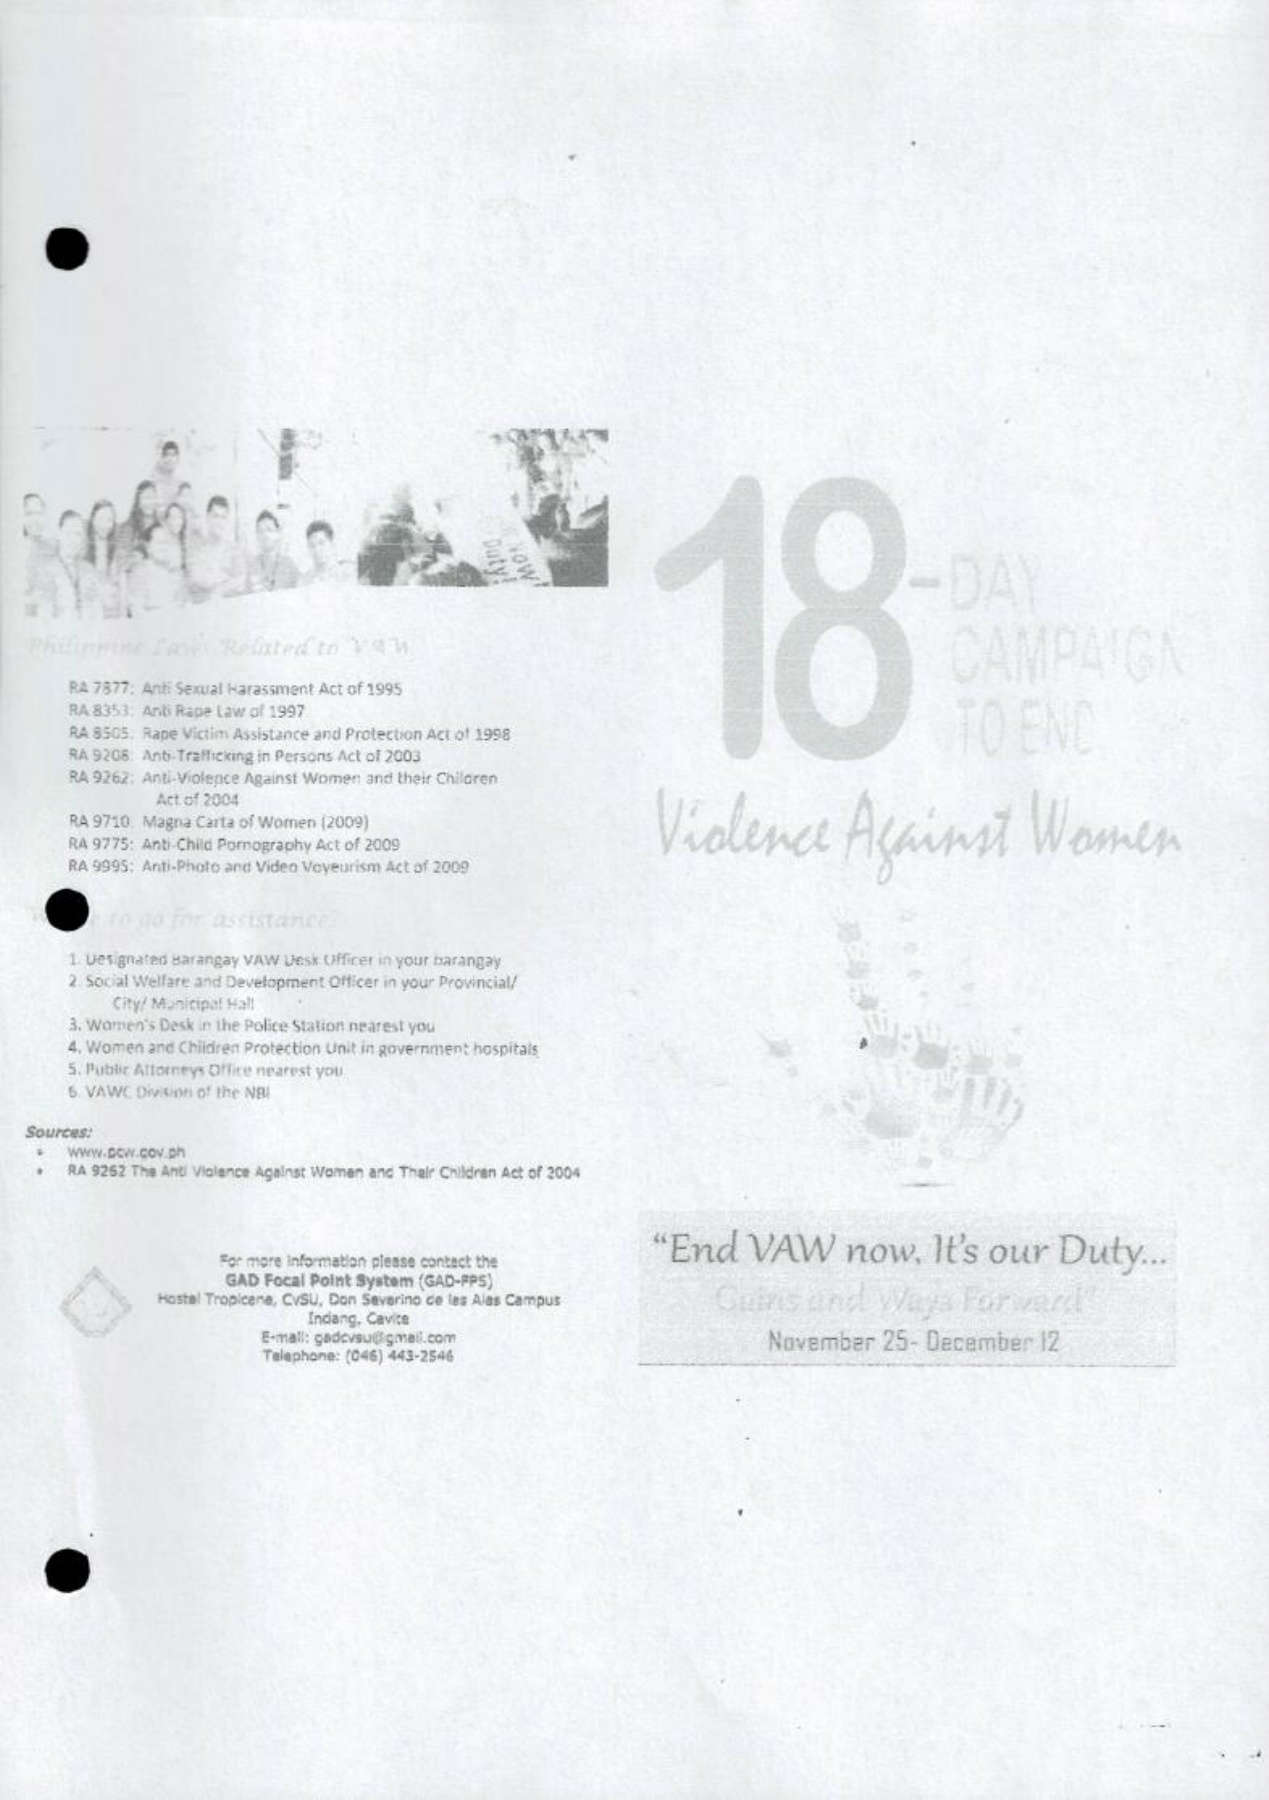 Duty!
now!
Philippine Laws Related to VAW
RA 7877: Anti Sexual Harassment Act of 1995
RA 8353: Anti Rape Law of 1997
RA 8505: Rape Victim Assistance and Protection Act of 1998
RA 9208: Anti-Trafficking in Persons Act of 2003
RA 9262: Anti-Violence Against Women and their Children
Act of 2004
RA 9710: Magna Carta of Women (2009)
RA 9775: Anti-Child Pornography Act of 2009
RA 9995: Anti-Photo and Video Voyeurism Act of 2009
to go for assistance?
1. Designated Barangay VAW Desk Officer in your barangay
2. Social Welfare and Development Officer in your Provincial/
City/ Municipal Hall
3. Women's Desk in the Police Station nearest you
4. Women and Children Protection Unit in government hospitals
5. Public Attorneys Office nearest you
6. VAWC Division of the NBI
Sources:
• www.pcw.gov.ph
• RA 9262 The Anti Violence Against Women and Their Children Act of 2004
For more information please contact the
GAD Focal Point System (GAD-FPS)
Hostel Tropicana, CvSU, Don Severino de las Alas Campus
Indang, Cavite
E-mail: gadcvsu@gmail.com
Telephone: (046) 443-2546
18-DAY
CAMPAIGN
TO END
Violence Against Women
"End VAW now, It's our Duty...
Gains and Ways Forward"
November 25- December 12